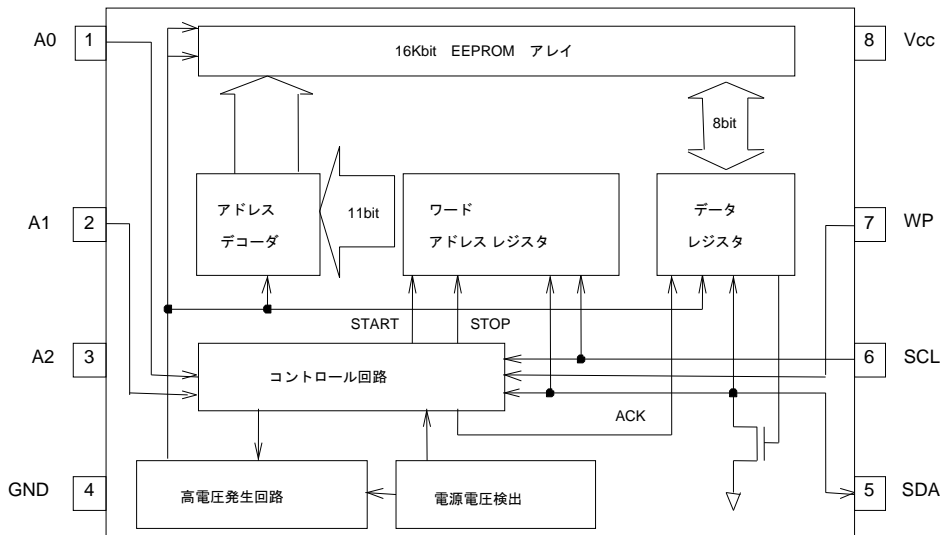 A0 1
16Kbit EEPROM アレイ
8 Vcc
8bit
A1 2
アドレス
デコーダ
11bit
ワード
アドレス レジスタ
データ
レジスタ
7 WP
START
STOP
A2 3
コントロール回路
6 SCL
ACK
GND 4
高電圧発生回路
電源電圧検出
5 SDA